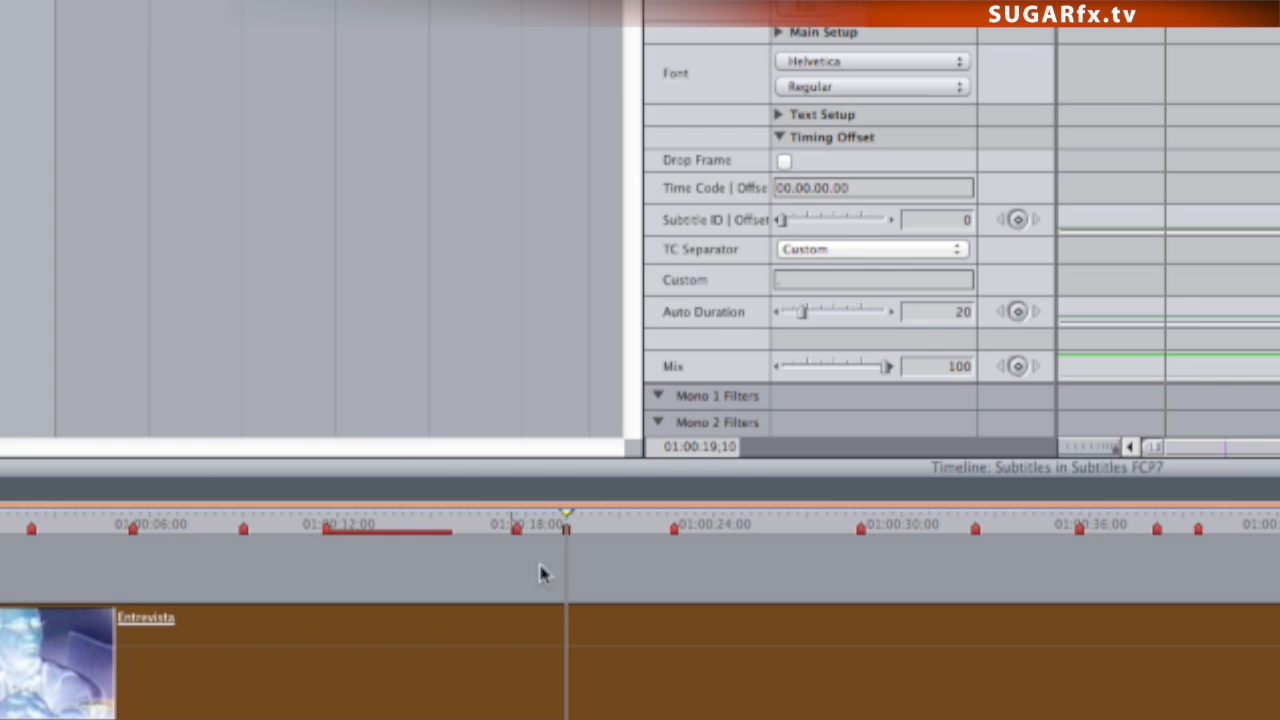 SUGARfx.tv
Main Setup
Font
Helvetica
Regular
Text Setup
Timing Offset
Drop Frame
Time Code | Offse
00.00.00.00
Subtitle ID | Offset
0
TC Separator
Custom
Custom
.
Auto Duration
20
Mix
100
Mono 1 Filters
Mono 2 Filters
01:00:19;10
Timeline: Subtitles in Subtitles FCP7
01:00:06;00 01:00:12;00 01:00:18;00 01:00:24;00 01:00:30;00 01:00:36;00 01:00:
Entrevista